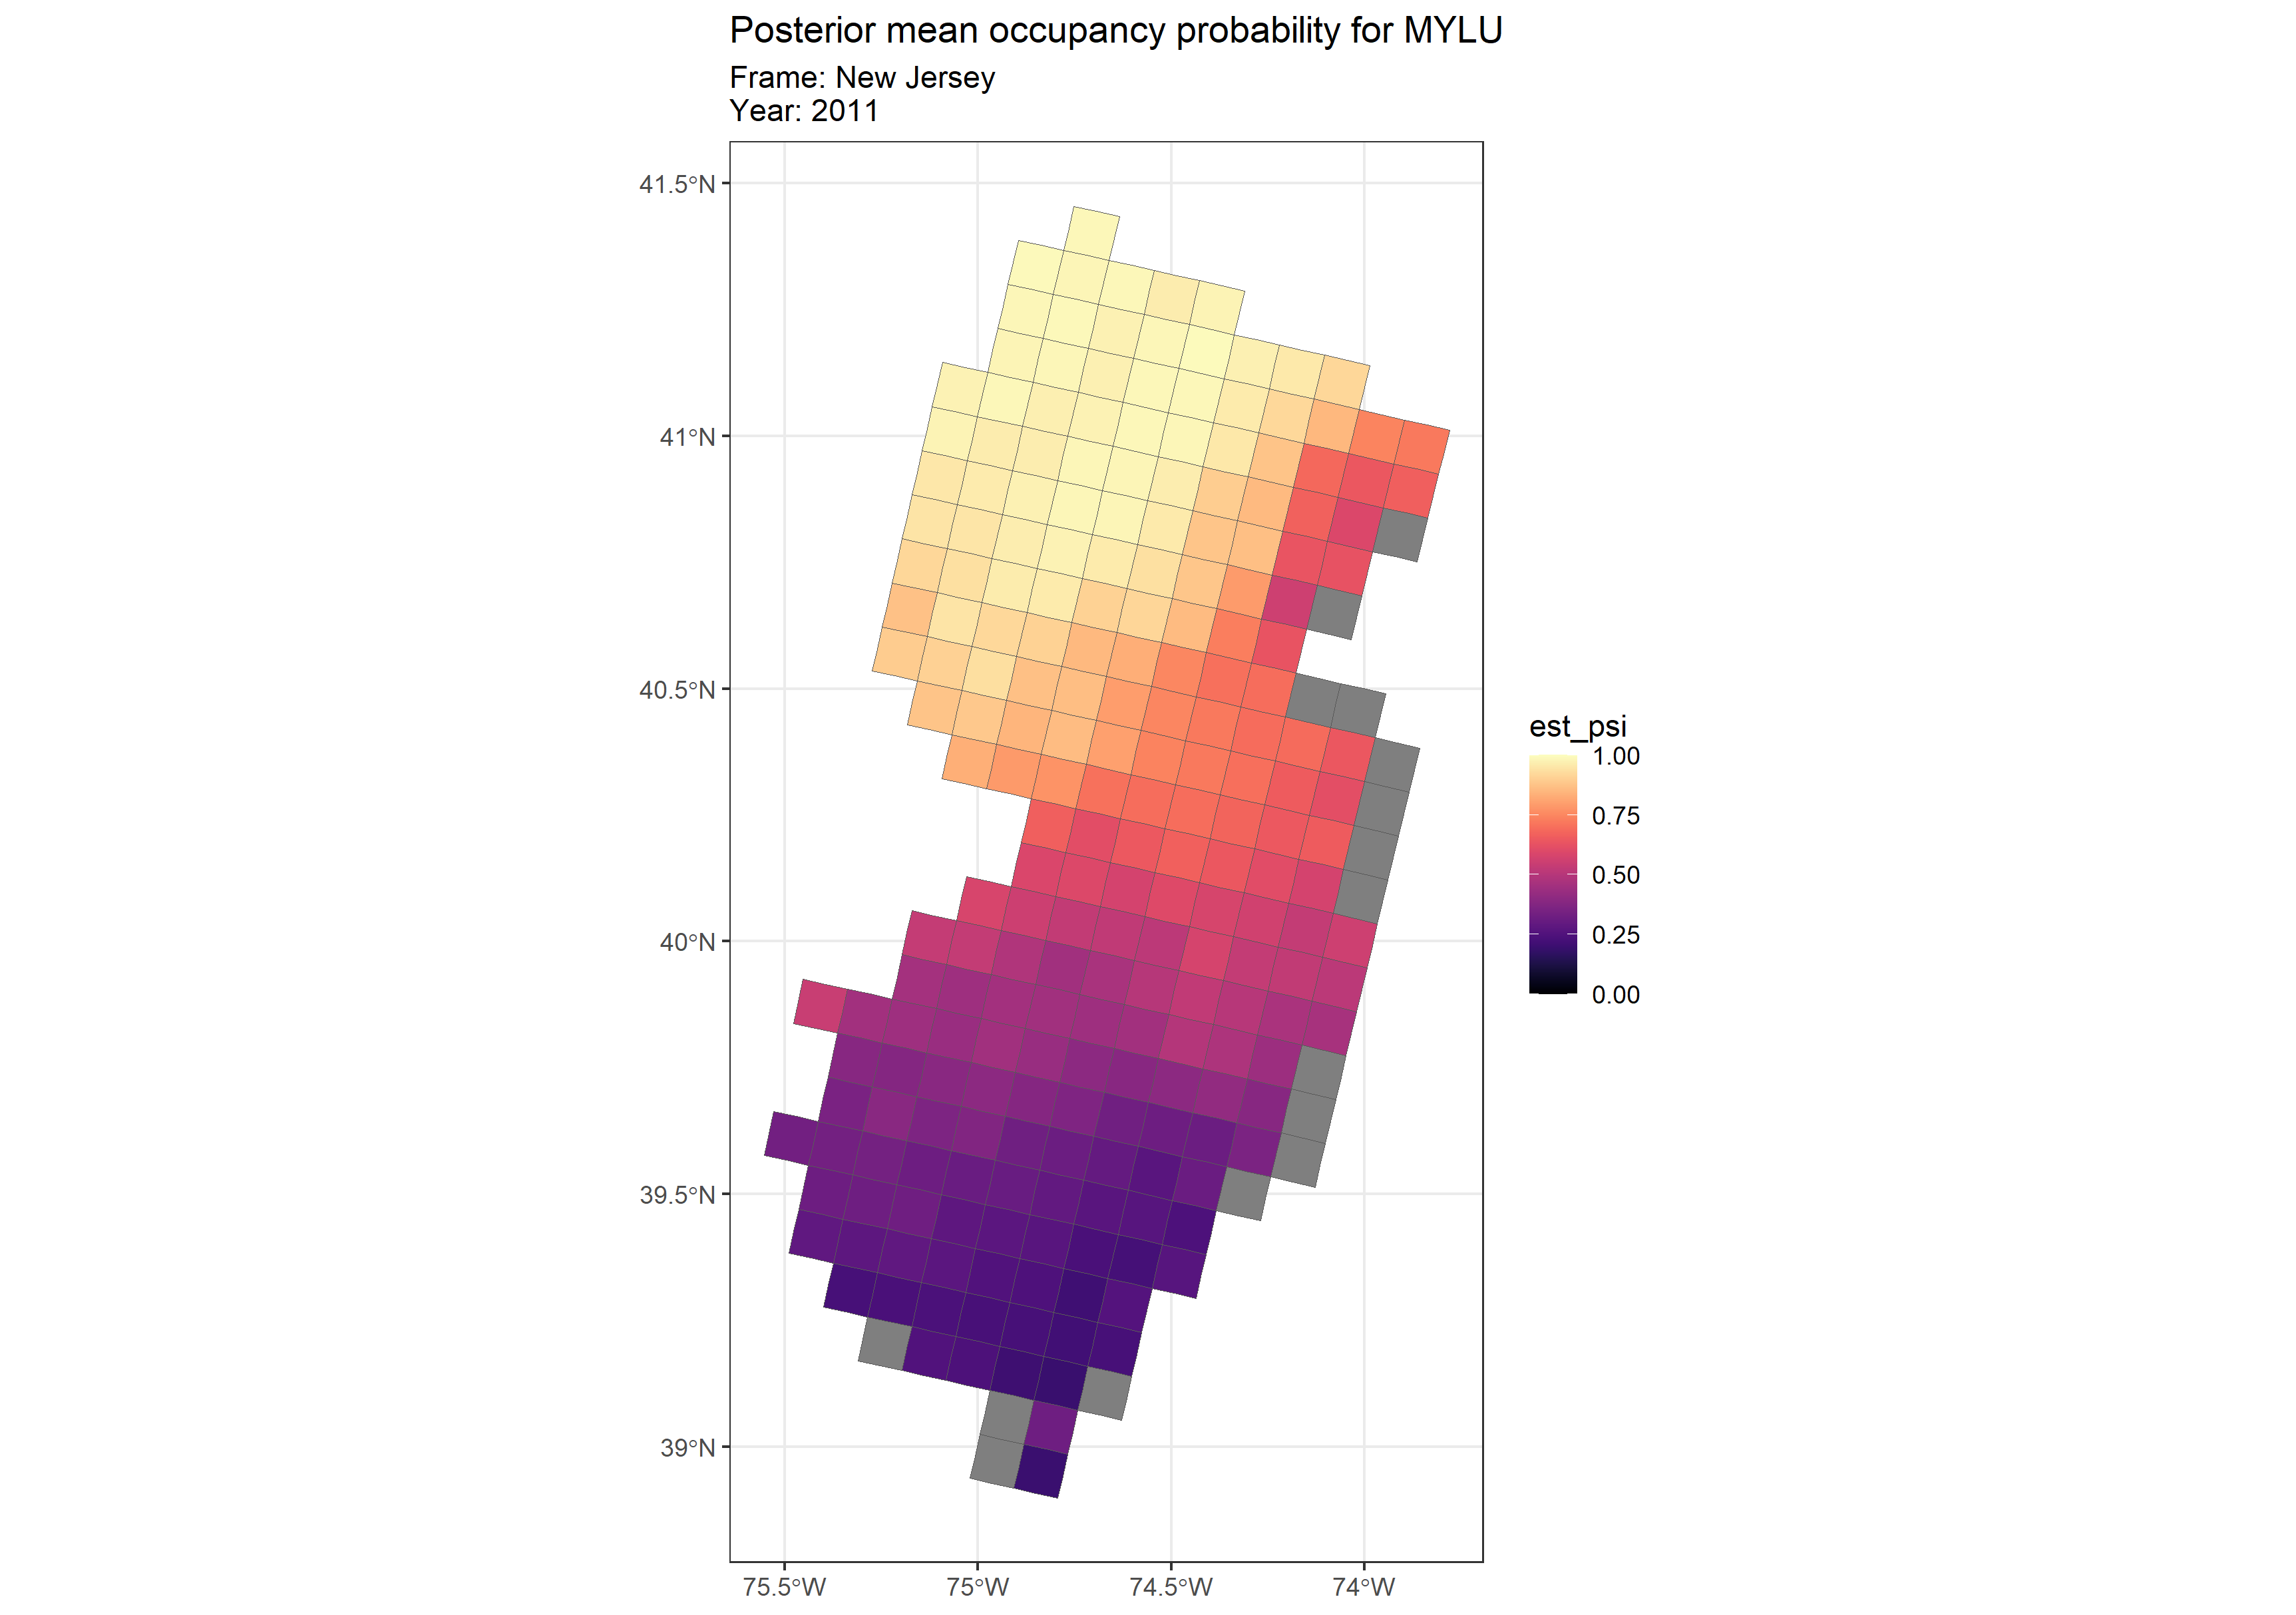 Posterior mean occupancy probability for MYLU
Frame: New Jersey
Year: 2011
41.5°N
41°N
40.5°N
40°N
39.5°N
39°N
75.5°W
75°W
74.5°W
74°W
est_psi
1.00
0.75
0.50
0.25
0.00